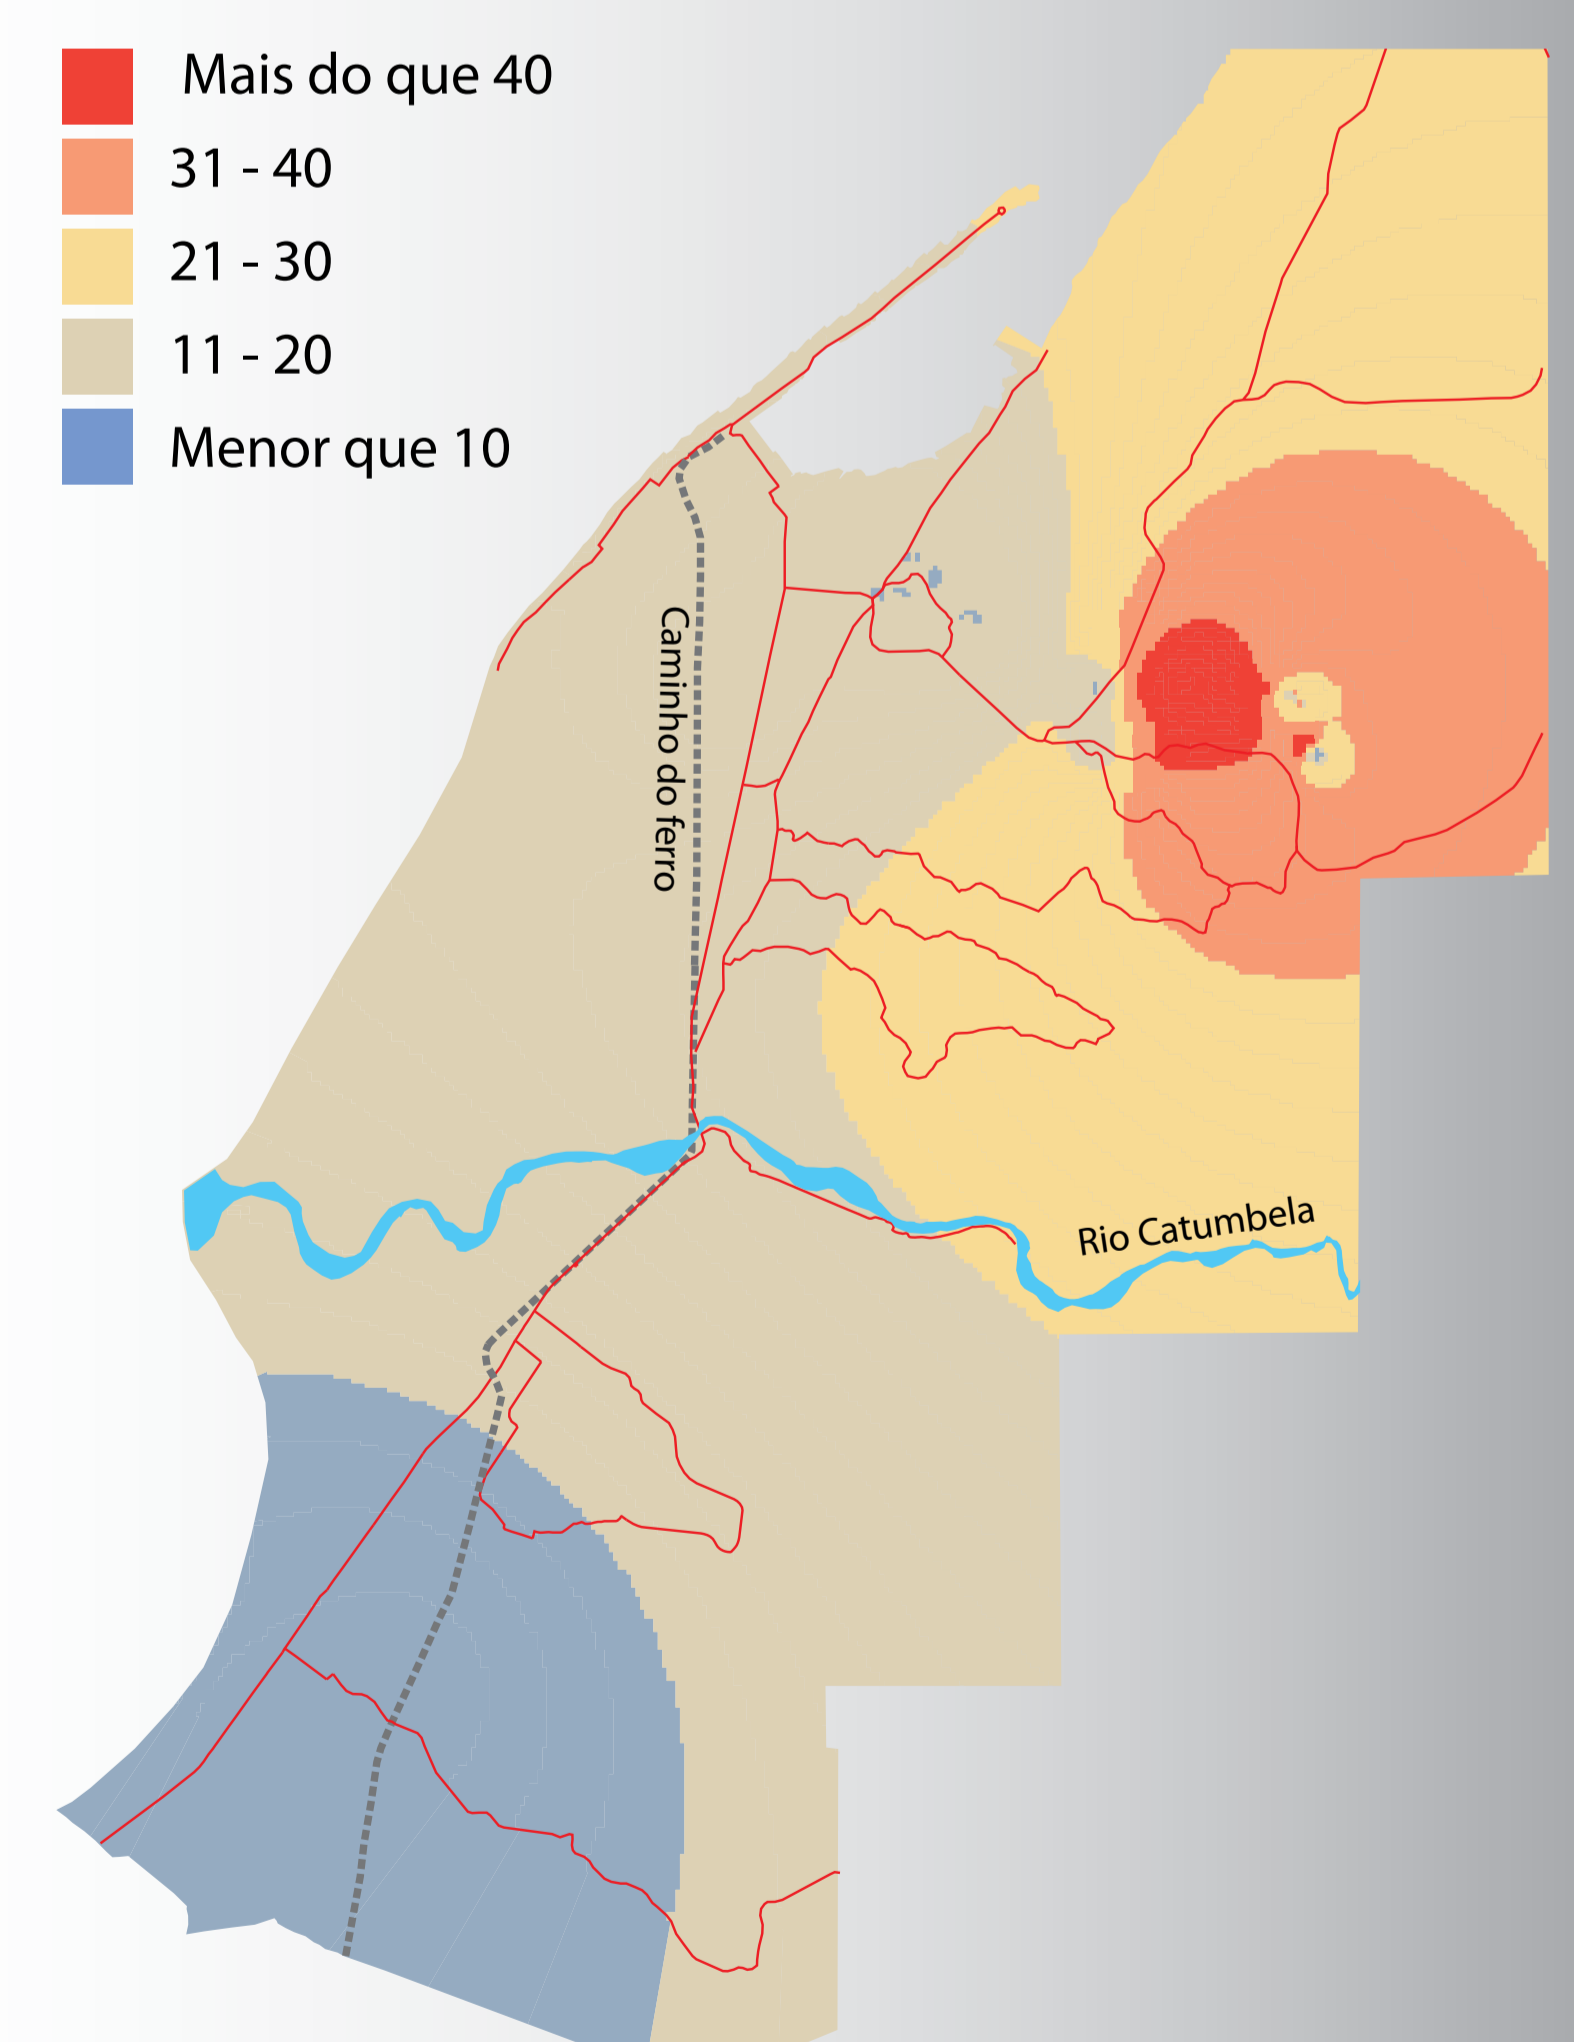 Mais do que 40
31 - 40
21 - 30
11 - 20
Menor que 10
Caminho do ferro
Rio Catumbela